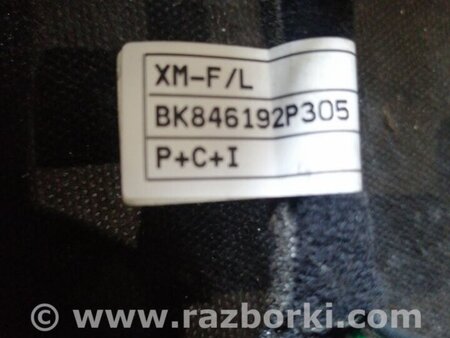 XM-F/L
BK846192P305
P+C+I
© www.razborki.com